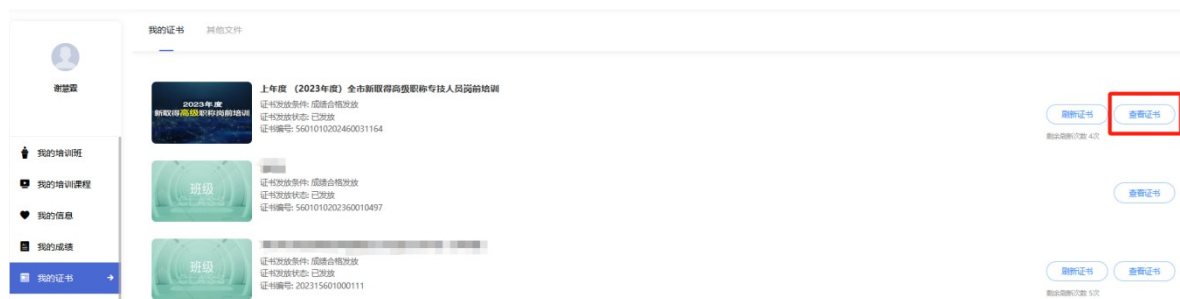 我的证书
其他文件
谢慧霞
我的培训班
我的培训课程
我的信息
我的成绩
我的证书
2023年度
新取得高级职称岗前培训
上年度 （2023年度）全市新取得高级职称专技人员岗前培训
证书发放条件: 成绩合格发放
证书发放状态: 已发放
证书编号: 5601010202460031164
刷新证书
查看证书
剩余刷新次数 4次
班级
证书发放条件: 成绩合格发放
证书发放状态: 已发放
证书编号: 5601010202360010497
查看证书
班级
证书发放条件: 成绩合格发放
证书发放状态: 已发放
证书编号: 202315601000111
刷新证书
查看证书
剩余刷新次数 5次